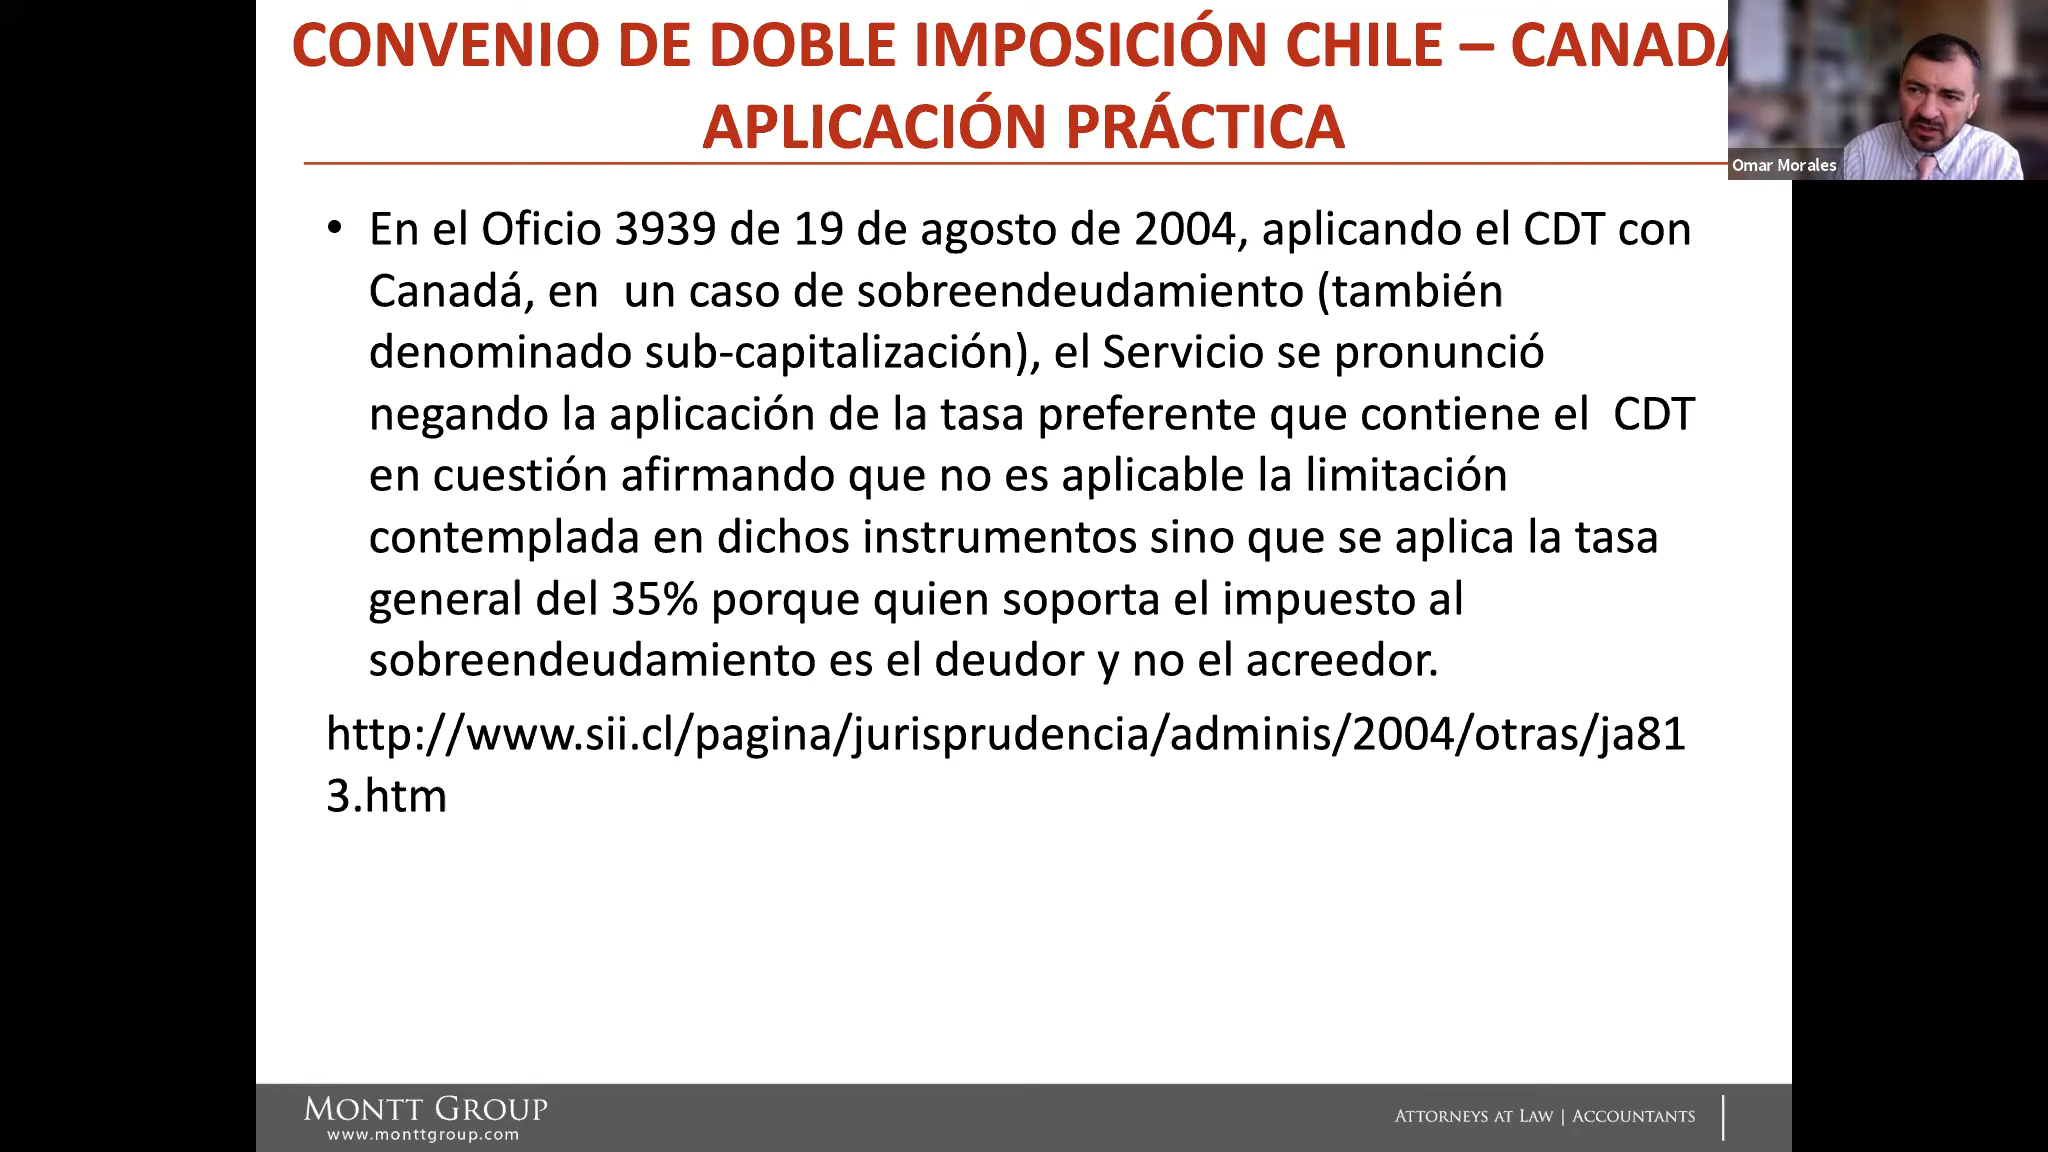 CONVENIO DE DOBLE IMPOSICIÓN CHILE – CANADA
APLICACIÓN PRÁCTICA
Omar Morales
• En el Oficio 3939 de 19 de agosto de 2004, aplicando el CDT con
Canadá, en un caso de sobreendeudamiento (también
denominado sub-capitalización), el Servicio se pronunció
negando la aplicación de la tasa preferente que contiene el CDT
en cuestión afirmando que no es aplicable la limitación
contemplada en dichos instrumentos sino que se aplica la tasa
general del 35% porque quien soporta el impuesto al
sobreendeudamiento es el deudor y no el acreedor.
http://www.sii.cl/pagina/jurisprudencia/adminis/2004/otras/ja81
3.htm
MONTT GROUP
www.monttgroup.com
ATTORNEYS AT LAW | ACCOUNTANTS